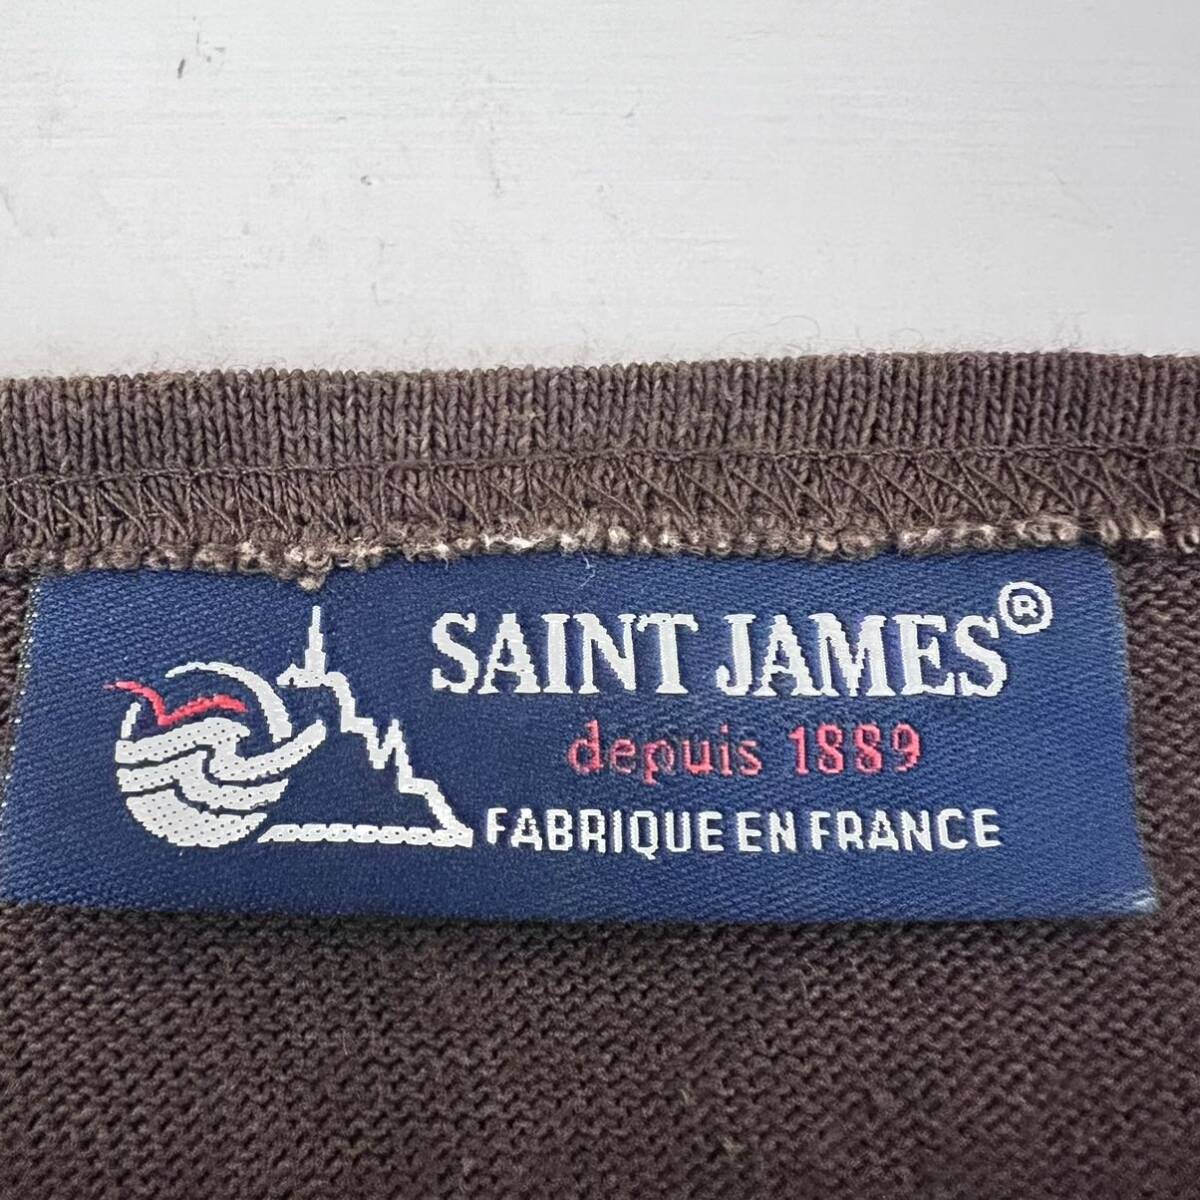 SAINT JAMES®
depuis 1889
FABRIQUE EN FRANCE